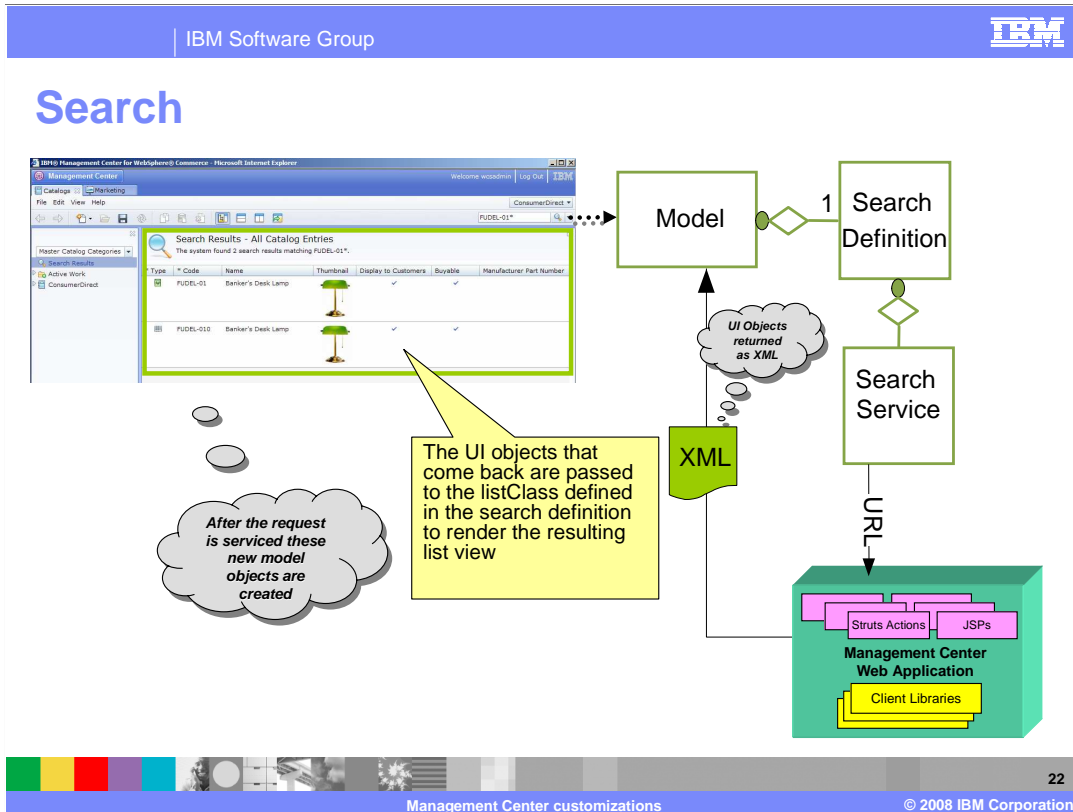 IBM Software Group
IBM
Search
IBM® Management Center for WebSphere® Commerce - Microsoft Internet Explorer
Management Center
Welcome wcsadmin
Log Out
IBM
Catalogs
Marketing
File Edit View Help
ConsumerDirect
FUDEL-01*
Master Catalog Categories
Search Results
Active Work
ConsumerDirect
Search Results - All Catalog Entries
The system found 2 search results matching FUDEL-01*.
* Type * Code Name Thumbnail Display to Customers Buyable Manufacturer Part Number
FUDEL-01 Banker's Desk Lamp
FUDEL-010 Banker's Desk Lamp
Model
1
Search
Definition
UI Objects
returned
as XML
Search
Service
XML
URL
The UI objects that
come back are passed
to the listClass defined
in the search definition
to render the resulting
list view
After the request
is serviced these
new model
objects are
created
Struts Actions
JSPs
Management Center
Web Application
Client Libraries
22
Management Center customizations
© 2008 IBM Corporation